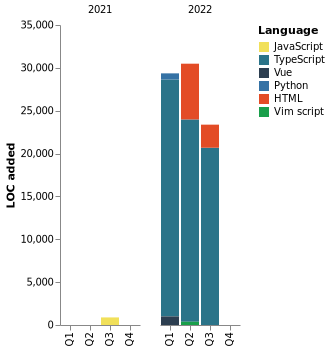 2021
2022
LOC added
35,000
30,000
25,000
20,000
15,000
10,000
5,000
0
Q1
Q2
Q3
Q4
Q1
Q2
Q3
Q4
Language
JavaScript
TypeScript
Vue
Python
HTML
Vim script